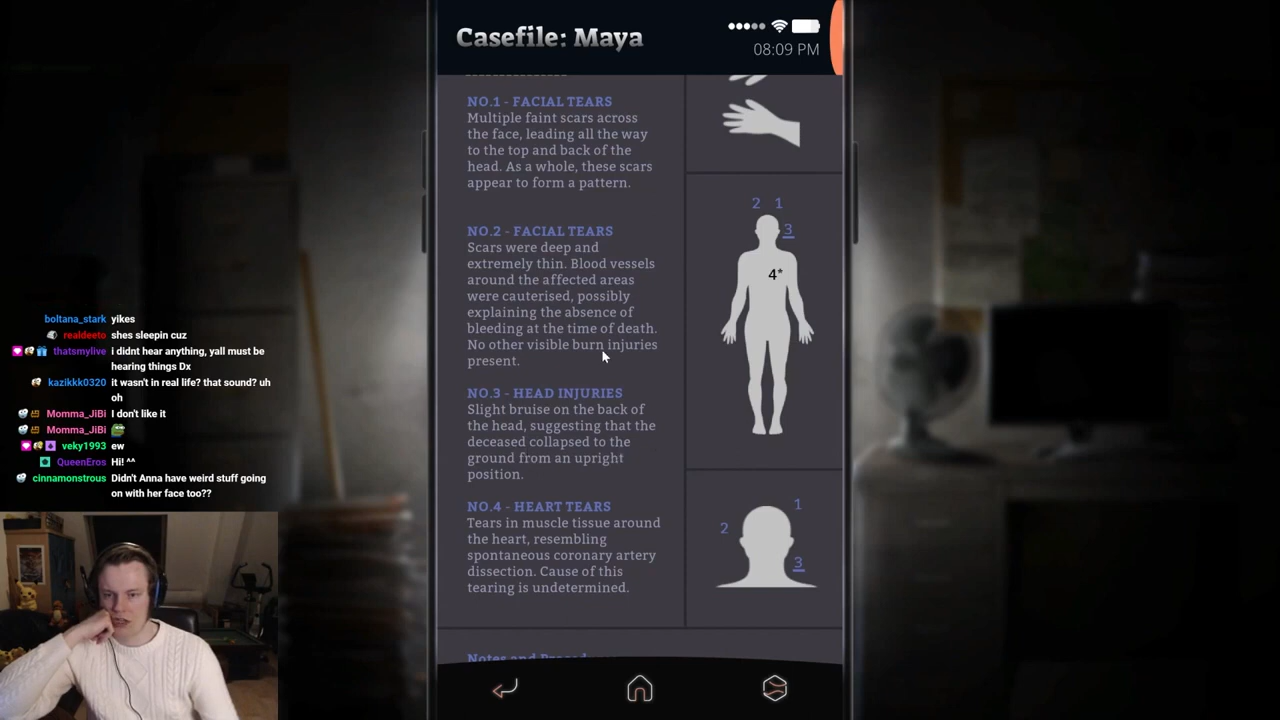 Casefile: Maya
08:09 PM
NO.1 - FACIAL TEARS
Multiple faint scars across
the face, leading all the way
to the top and back of the
head. As a whole, these scars
appear to form a pattern.
NO.2 - FACIAL TEARS
Scars were deep and
extremely thin. Blood vessels
around the affected areas
were cauterised, possibly
explaining the absence of
bleeding at the time of death.
No other visible burn injuries
present.
NO.3 - HEAD INJURIES
Slight bruise on the back of
the head, suggesting that the
deceased collapsed to the
ground from an upright
position.
NO.4 - HEART TEARS
Tears in muscle tissue around
the heart, resembling
spontaneous coronary artery
dissection. Cause of this
tearing is undetermined.
2 1
3
4*
1
2
3
boltana_stark yikes
realdeeto shes sleepin cuz
thatsmylive i didnt hear anything, yall must be
hearing things Dx
kazikkk0320 it wasn't in real life? that sound? uh
oh
Momma_JiBi I don't like it
Momma_JiBi
veky1993 ew
QueenEros Hi! ^^
cinnamonstrous Didn't Anna have weird stuff going
on with her face too??